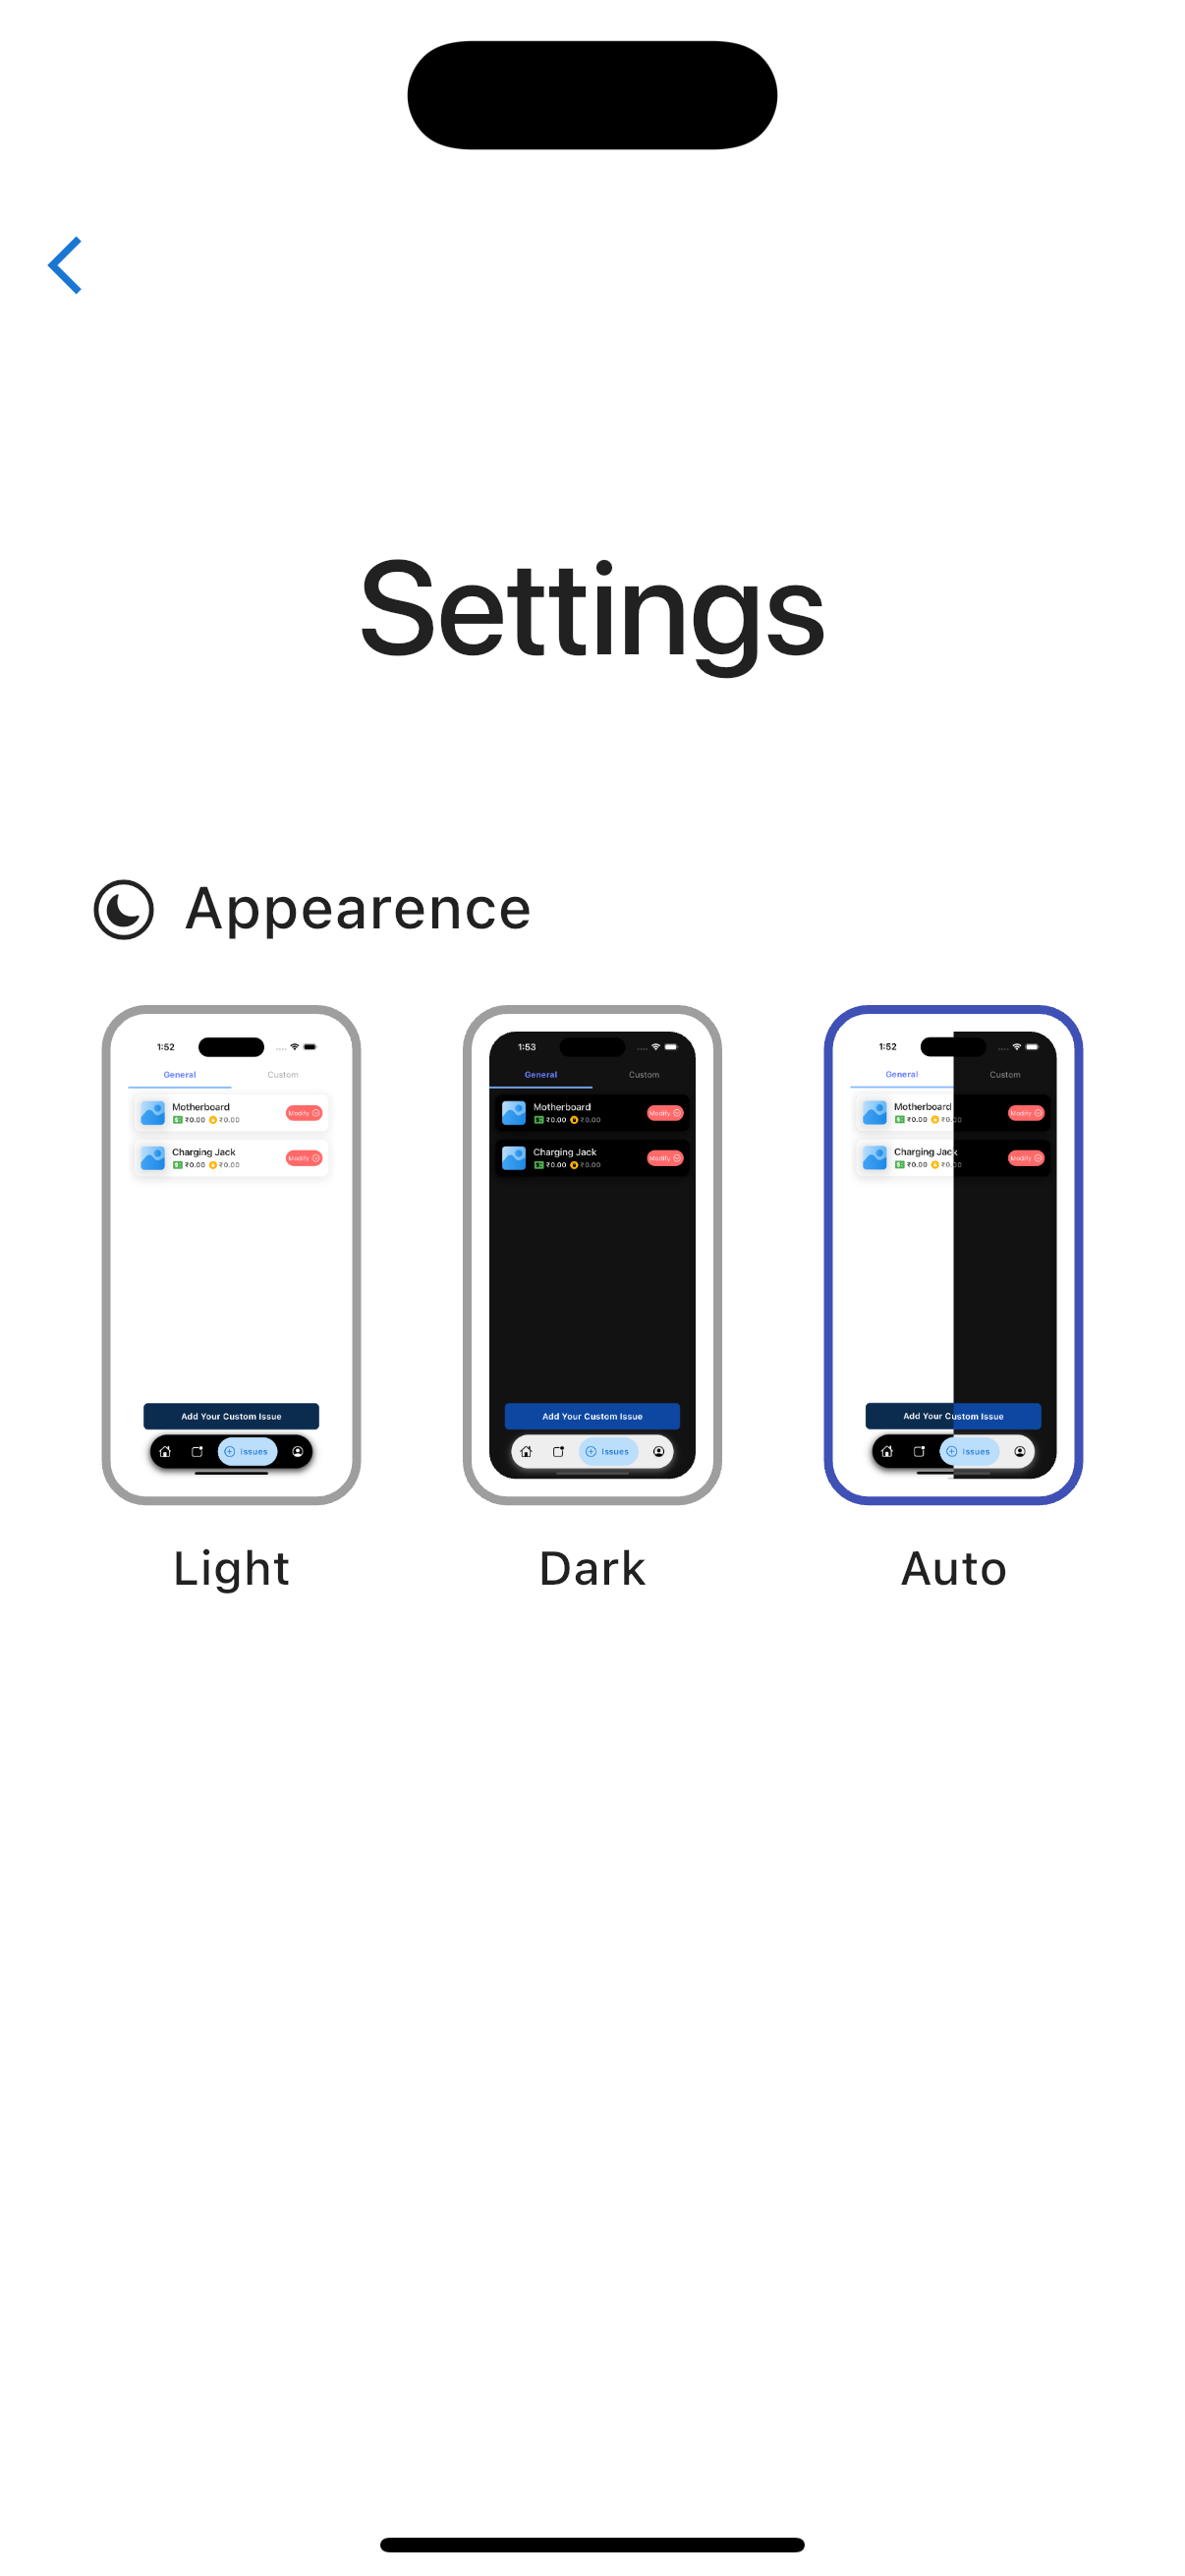 Settings
Appearence
1:52
General Custom
Motherboard
₹0.00 ₹0.00
Modify
Charging Jack
₹0.00 ₹0.00
Modify
Add Your Custom Issue
Issues
Light
1:53
General Custom
Motherboard
₹0.00 ₹0.00
Modify
Charging Jack
₹0.00 ₹0.00
Modify
Add Your Custom Issue
Issues
Dark
1:52
General Custom
Motherboard
₹0.00 ₹0.00
Modify
Charging Jack
₹0.00 ₹0.00
Modify
Add Your Custom Issue
Issues
Auto